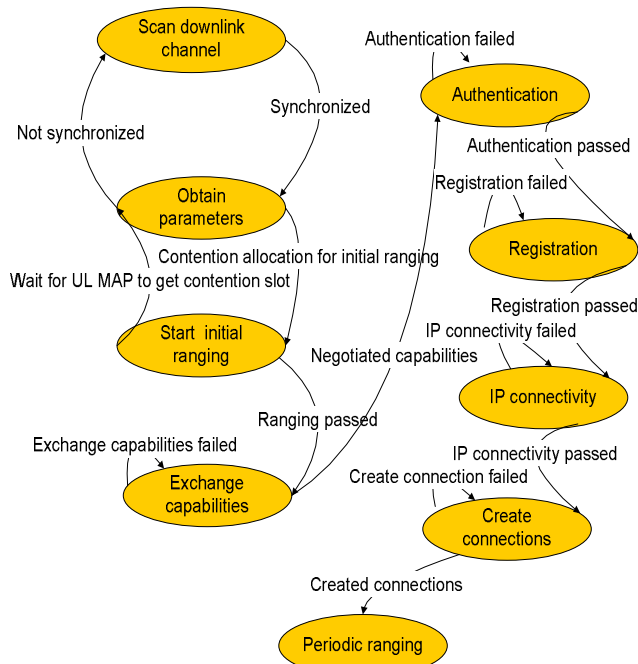 Scan downlink
channel
Synchronized
Not synchronized
Obtain
parameters
Contention allocation for initial ranging
Wait for UL MAP to get contention slot
Start initial
ranging
Ranging passed
Exchange capabilities failed
Exchange
capabilities
Negotiated capabilities
Authentication failed
Authentication
Authentication passed
Registration failed
Registration
Registration passed
IP connectivity failed
IP connectivity
IP connectivity passed
Create connection failed
Create
connections
Created connections
Periodic ranging